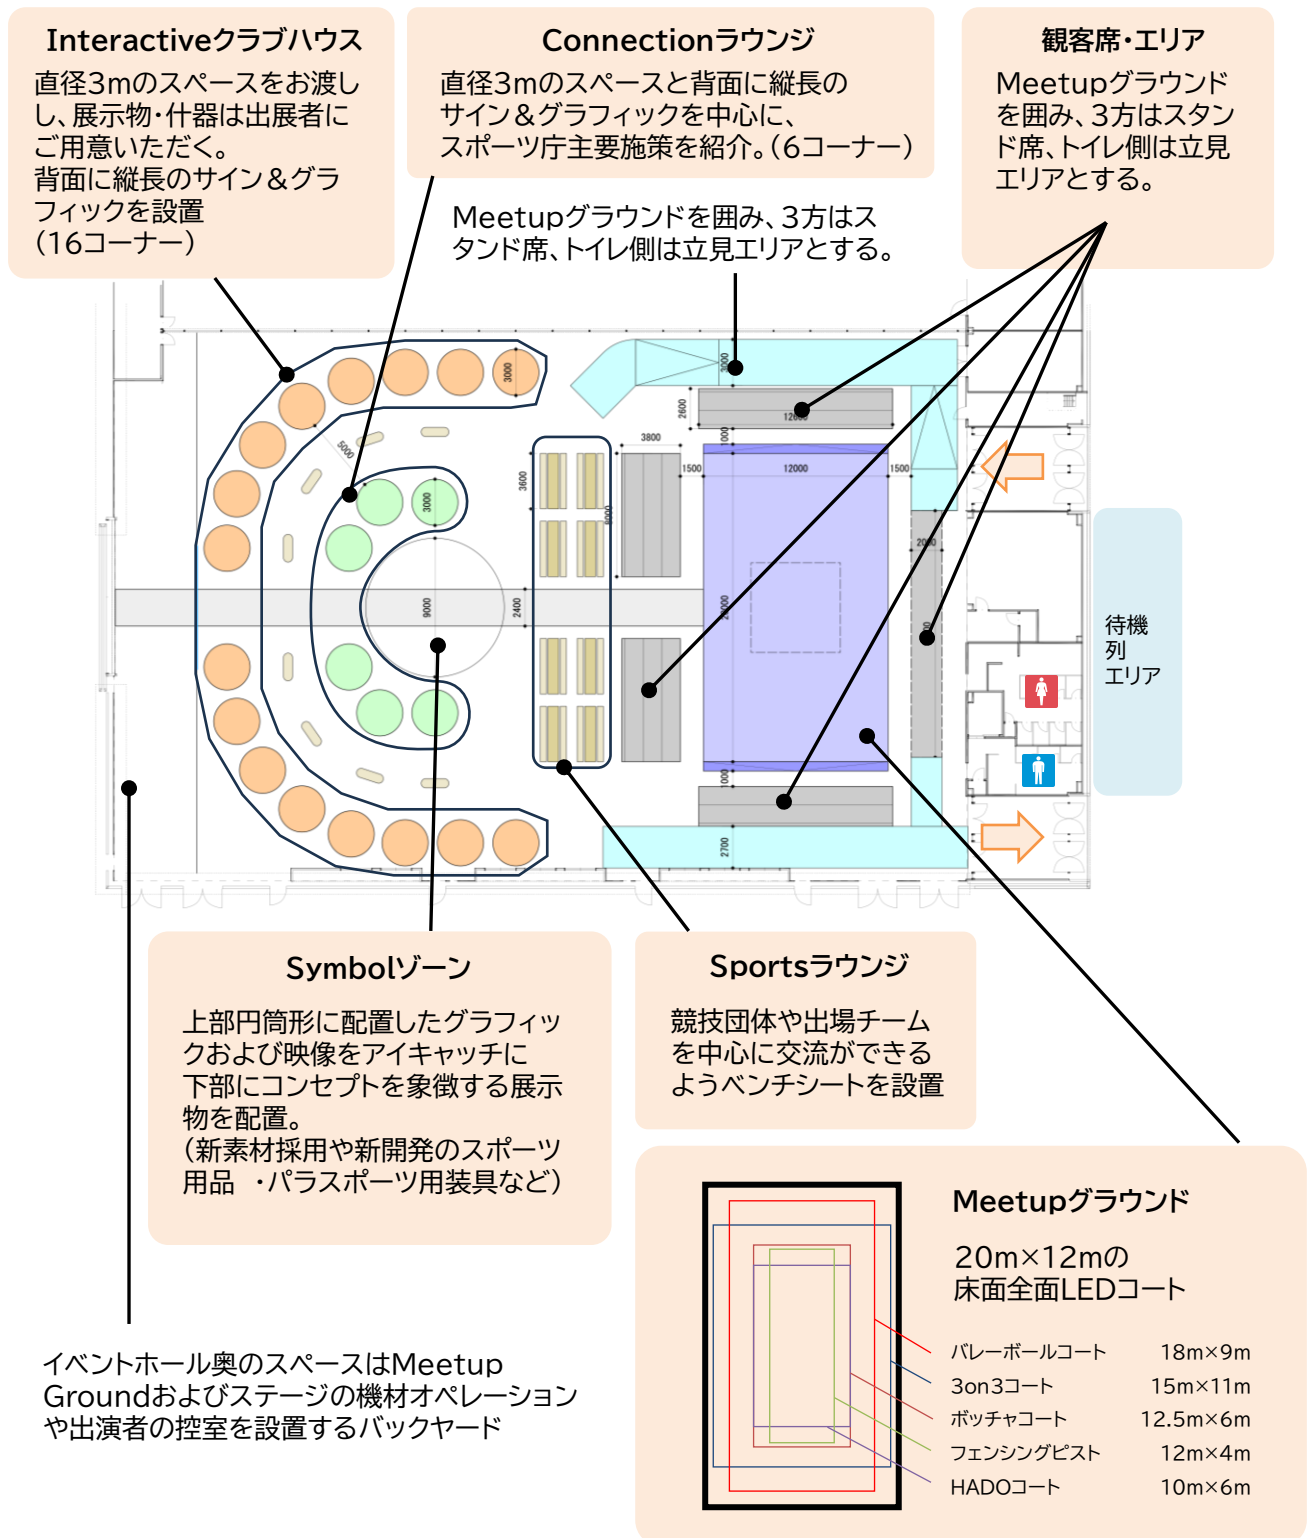 Interactiveクラブハウス
直径3mのスペースをお渡し
し、展示物・什器は出展者に
ご用意いただく。
背面に縦長のサイン＆グラ
フィックを設置
（16コーナー）
Connectionラウンジ
直径3mのスペースと背面に縦長の
サイン＆グラフィックを中心に、
スポーツ庁主要施策を紹介。（6コーナー）
観客席・エリア
Meetupグラウンド
を囲み、3方はスタン
ド席、トイレ側は立見
エリアとする。
Meetupグラウンドを囲み、3方はス
タンド席、トイレ側は立見エリアとする。
3000
3000
2600
12600
1000
3800
1500
12000
1500
5000
3600
3000
8000
2000
9000
2400
待機
列
エリア
1000
2700
Symbolゾーン
上部円筒形に配置したグラフィッ
クおよび映像をアイキャッチに
下部にコンセプトを象徴する展示
物を配置。
（新素材採用や新開発のスポーツ
用品　・パラスポーツ用装具など）
Sportsラウンジ
競技団体や出場チーム
を中心に交流ができる
ようベンチシートを設置
Meetupグラウンド
20m×12mの
床面全面LEDコート
バレーボールコート 18m×9m
3on3コート 15m×11m
ボッチャコート 12.5m×6m
フェンシングピスト 12m×4m
HADOコート 10m×6m
イベントホール奥のスペースはMeetup
Groundおよびステージの機材オペレーション
や出演者の控室を設置するバックヤード